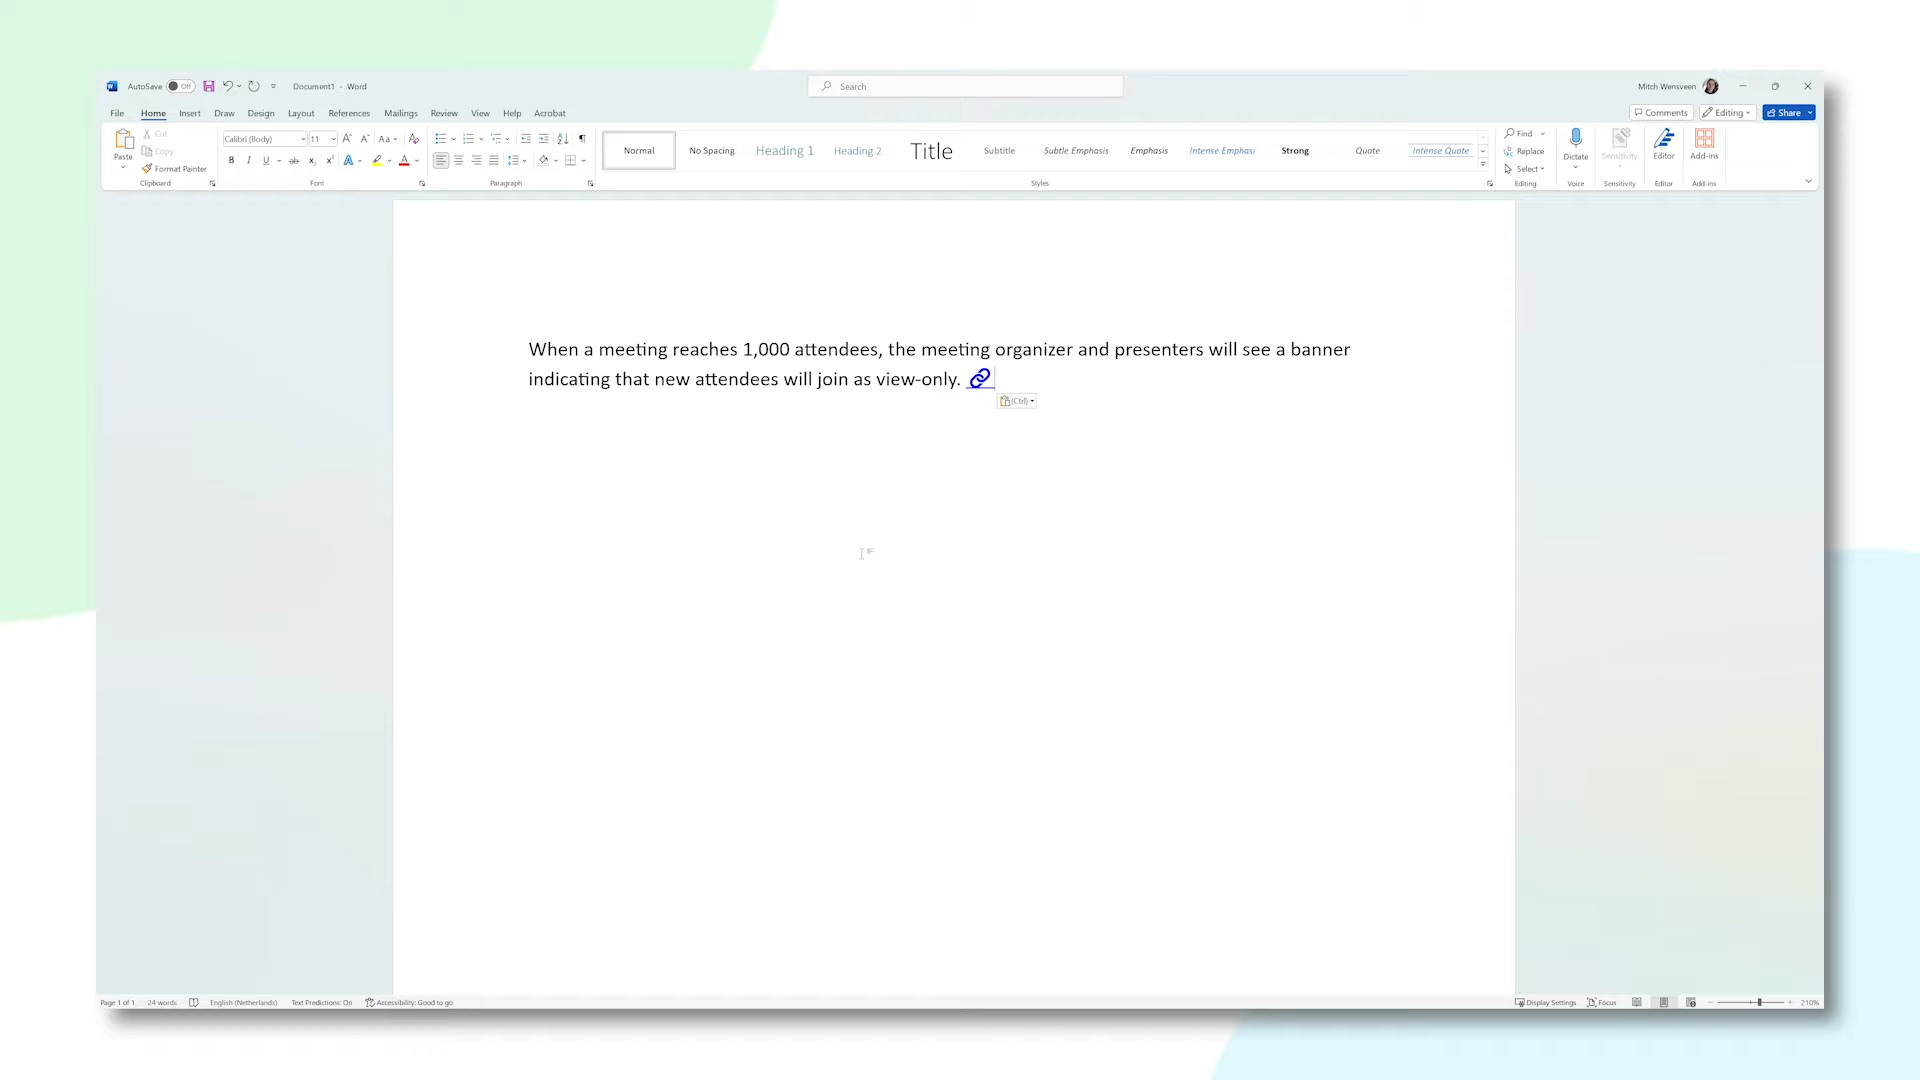 AutoSave Off Document1 - Word Search Mitch Wensveen
File Home Insert Draw Design Layout References Mailings Review View Help Acrobat Comments Editing Share
Paste Cut Copy Format Painter
Calibri (Body) 11
Normal No Spacing Heading 1 Heading 2 Title Subtitle Subtle Emphasis Emphasis Intense Emphasi Strong Quote Intense Quote
Find Replace Select
Dictate Sensitivity Editor Add-ins
Clipboard Font Paragraph Styles Editing Voice Sensitivity Editor Add-ins
When a meeting reaches 1,000 attendees, the meeting organizer and presenters will see a banner
indicating that new attendees will join as view-only.
(Ctrl)
Page 1 of 1 24 words English (Netherlands) Text Predictions: On Accessibility: Good to go Display Settings Focus 210%